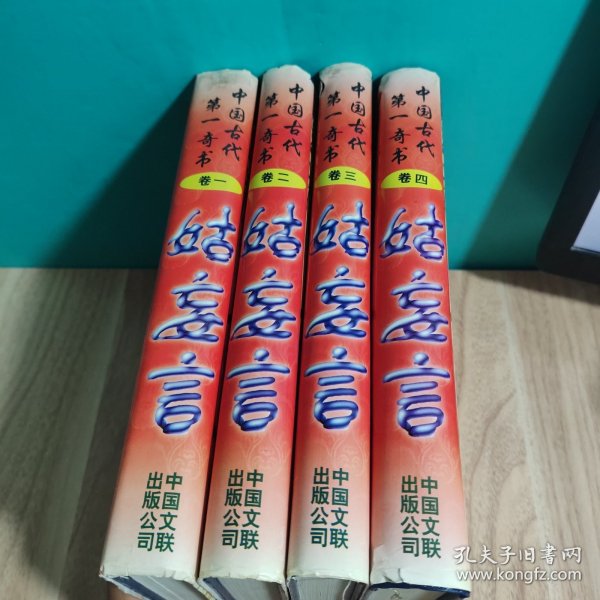 中国古代
第一奇书
卷一
姑妄言
中国文联
出版公司
中国古代
第一奇书
卷二
姑妄言
中国文联
出版公司
中国古代
第一奇书
卷三
姑妄言
中国文联
出版公司
中国古代
第一奇书
卷四
姑妄言
中国文联
出版公司
孔夫子旧书网
www.kongfz.com